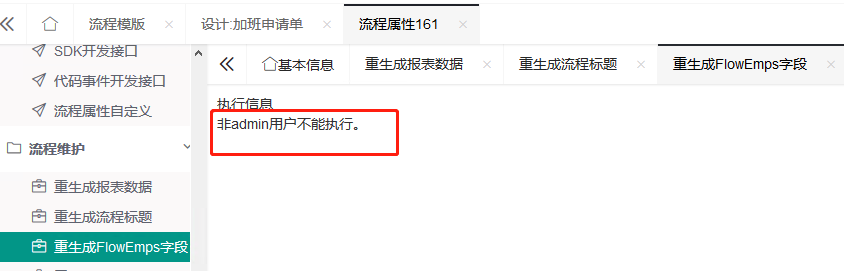 流程模版
设计:加班申请单
流程属性161
SDK开发接口
代码事件开发接口
流程属性自定义
流程维护
重生成报表数据
重生成流程标题
重生成FlowEmps字段
基本信息
重生成报表数据
重生成流程标题
重生成FlowEmps字段
执行信息
非admin用户不能执行。